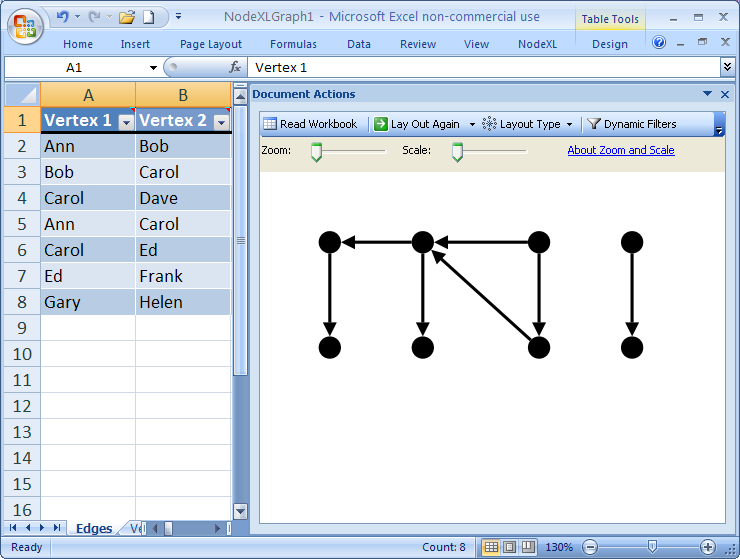 NodeXLGraph1 - Microsoft Excel non-commercial use
Table Tools
Home Insert Page Layout Formulas Data Review View NodeXL Design
A1 fx Vertex 1
Document Actions
Read Workbook Lay Out Again Layout Type Dynamic Filters
Zoom: Scale: About Zoom and Scale
A B
1 Vertex 1 Vertex 2
2 Ann Bob
3 Bob Carol
4 Carol Dave
5 Ann Carol
6 Carol Ed
7 Ed Frank
8 Gary Helen
9
10
11
12
13
14
15
16
Edges
Ready Count: 8 130%